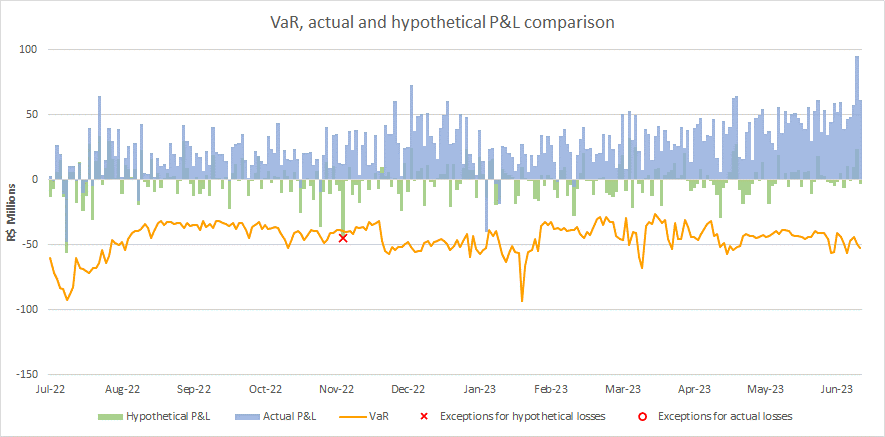 VaR, actual and hypothetical P&L comparison
R$ Millions
100
50
0
-50
-100
-150
Jul-22 Aug-22 Sep-22 Oct-22 Nov-22 Dec-22 Jan-23 Feb-23 Mar-23 Apr-23 May-23 Jun-23
Hypothetical P&L Actual P&L VaR Exceptions for hypothetical losses Exceptions for actual losses